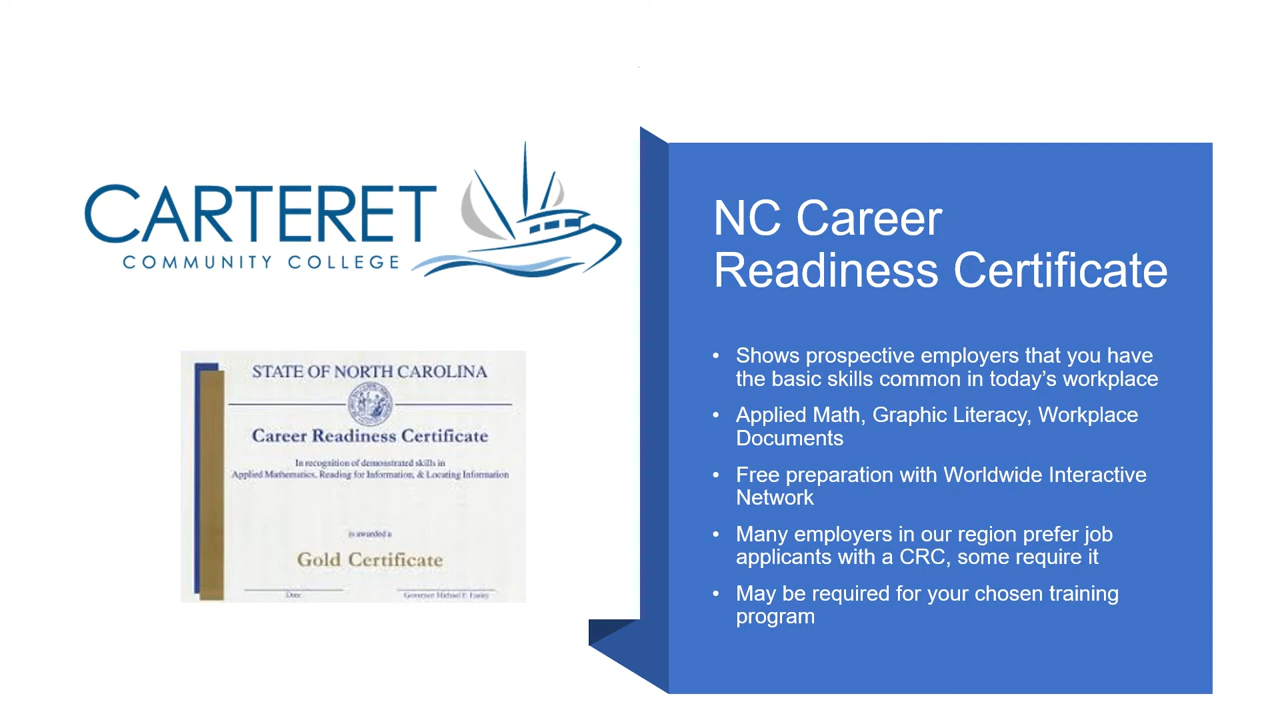 CARTERET
COMMUNITY COLLEGE
STATE OF NORTH CAROLINA
Career Readiness Certificate
In recognition of demonstrated skills in
Applied Mathematics, Reading for Information, & Locating Information
is awarded a
Gold Certificate
Date
Governor Michael F. Easley
NC Career
Readiness Certificate
• Shows prospective employers that you have
the basic skills common in today's workplace
• Applied Math, Graphic Literacy, Workplace
Documents
• Free preparation with Worldwide Interactive
Network
• Many employers in our region prefer job
applicants with a CRC, some require it
• May be required for your chosen training
program